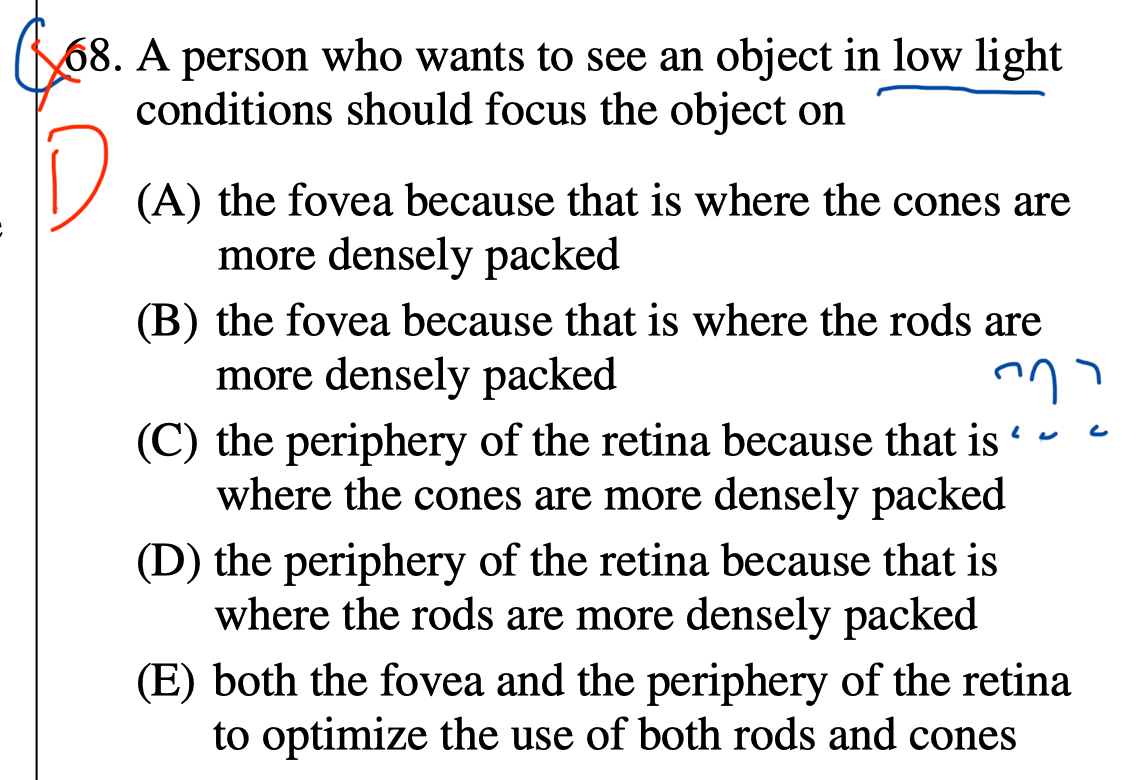 C
68. A person who wants to see an object in low light
conditions should focus the object on
D
(A) the fovea because that is where the cones are
more densely packed
(B) the fovea because that is where the rods are
more densely packed
(C) the periphery of the retina because that is
where the cones are more densely packed
(D) the periphery of the retina because that is
where the rods are more densely packed
(E) both the fovea and the periphery of the retina
to optimize the use of both rods and cones